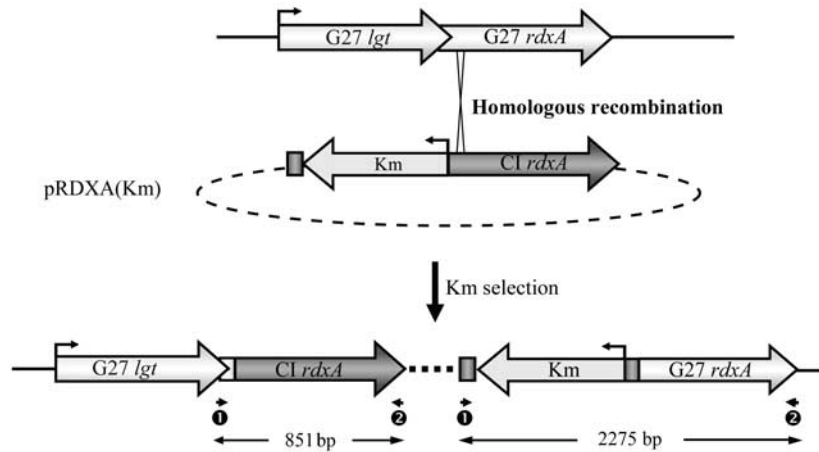 G27 lgt G27 rdxA
Homologous recombination
Km CI rdxA
pRDXA(Km)
Km selection
G27 lgt CI rdxA Km G27 rdxA
❶ ❷ ❶ ❷
851 bp 2275 bp